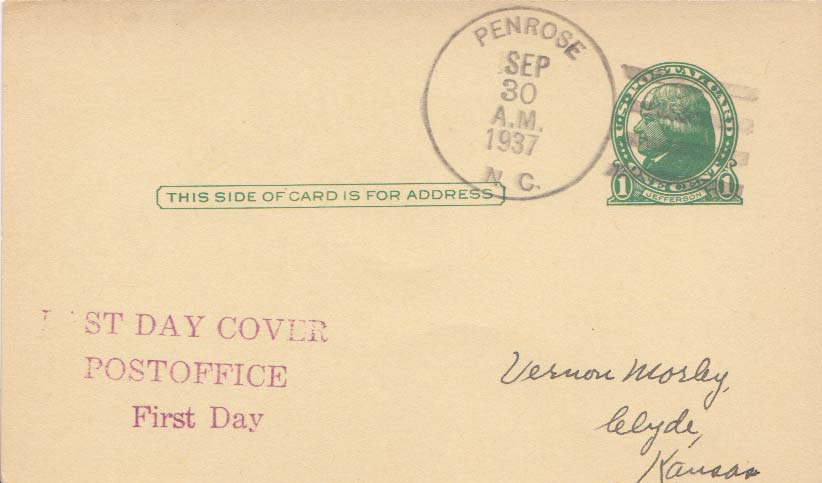 PENROSE
SEP
30
A.M.
1937
N. C.
U.S. POSTAL CARD
ONE CENT
1 JEFFERSON 1
THIS SIDE OF CARD IS FOR ADDRESS
ST DAY COVER
POSTOFFICE
First Day
Vernon Morley,
Clyde,
Kansas